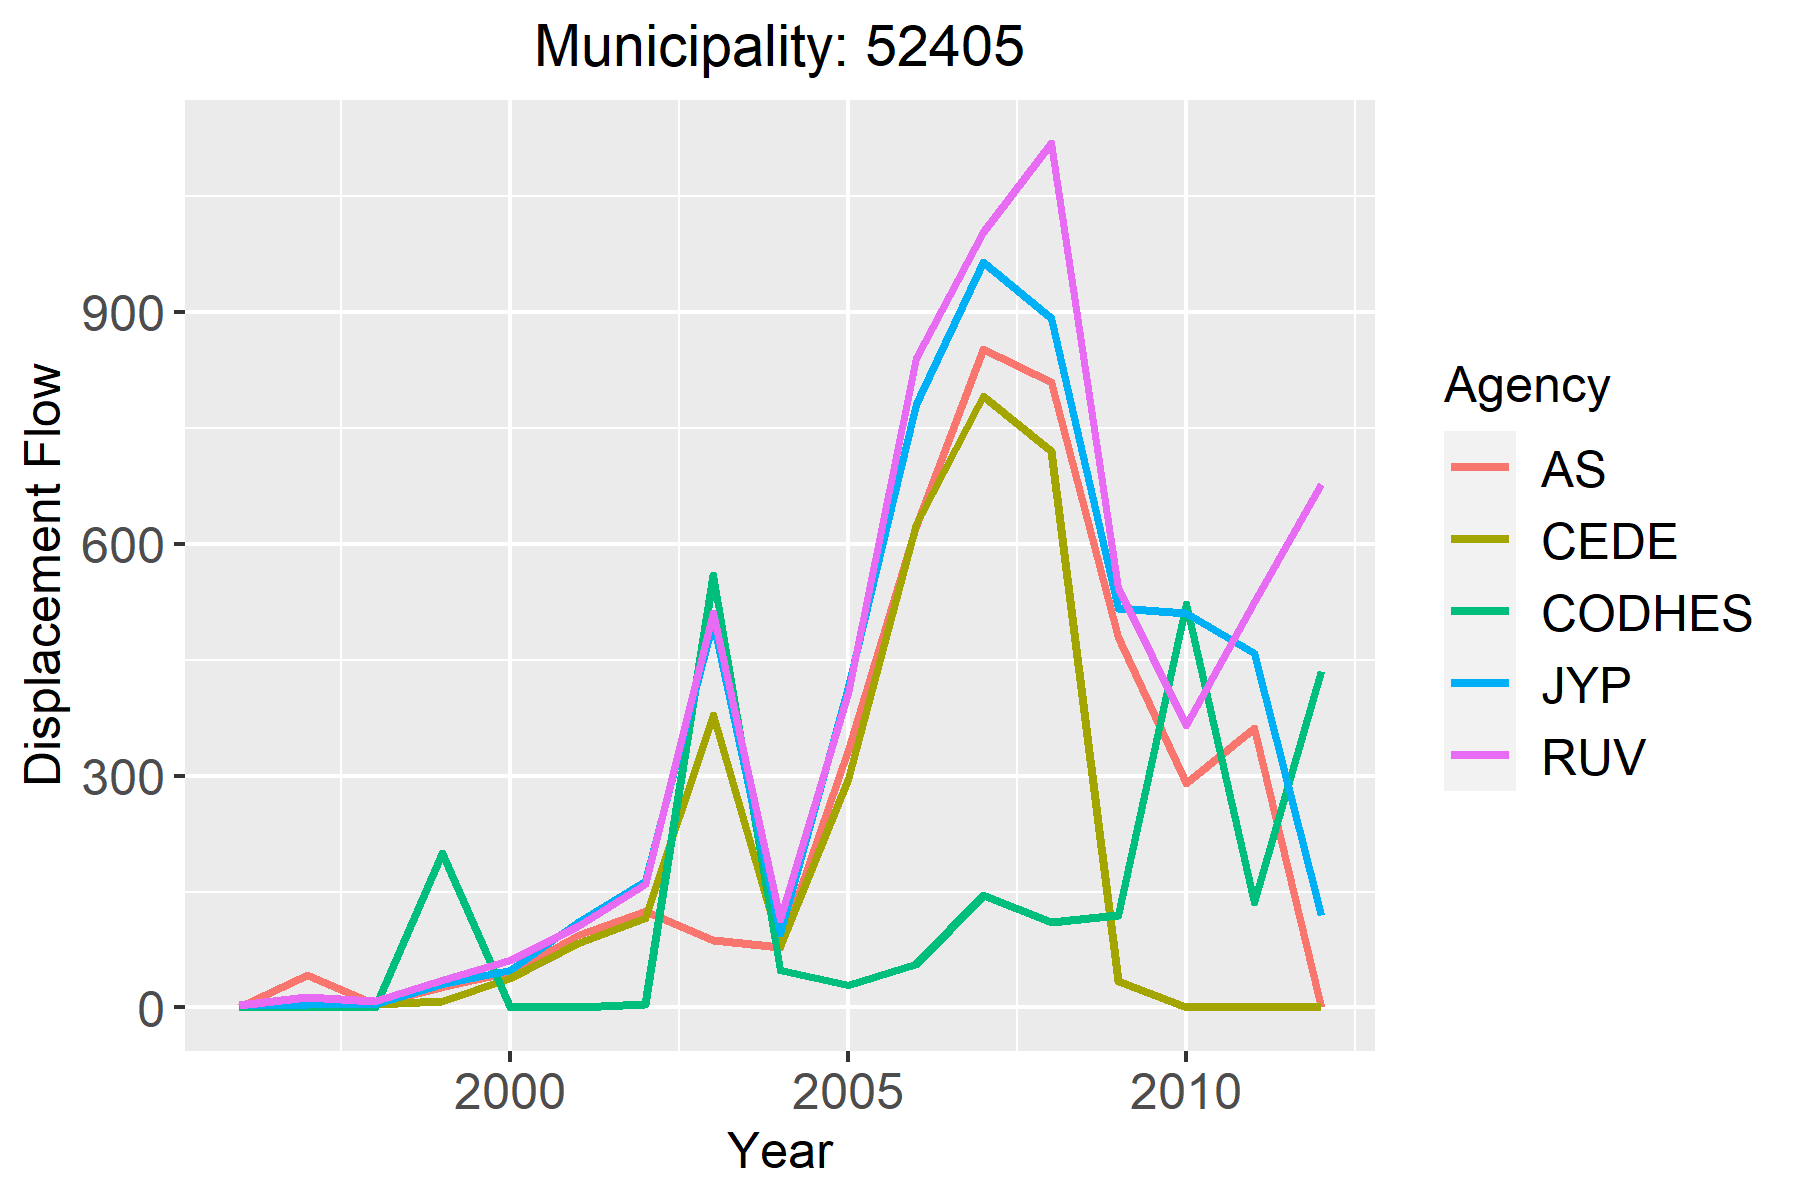 Municipality: 52405
Displacement Flow
900
600
300
0
2000 2005 2010
Year
Agency
AS
CEDE
CODHES
JYP
RUV